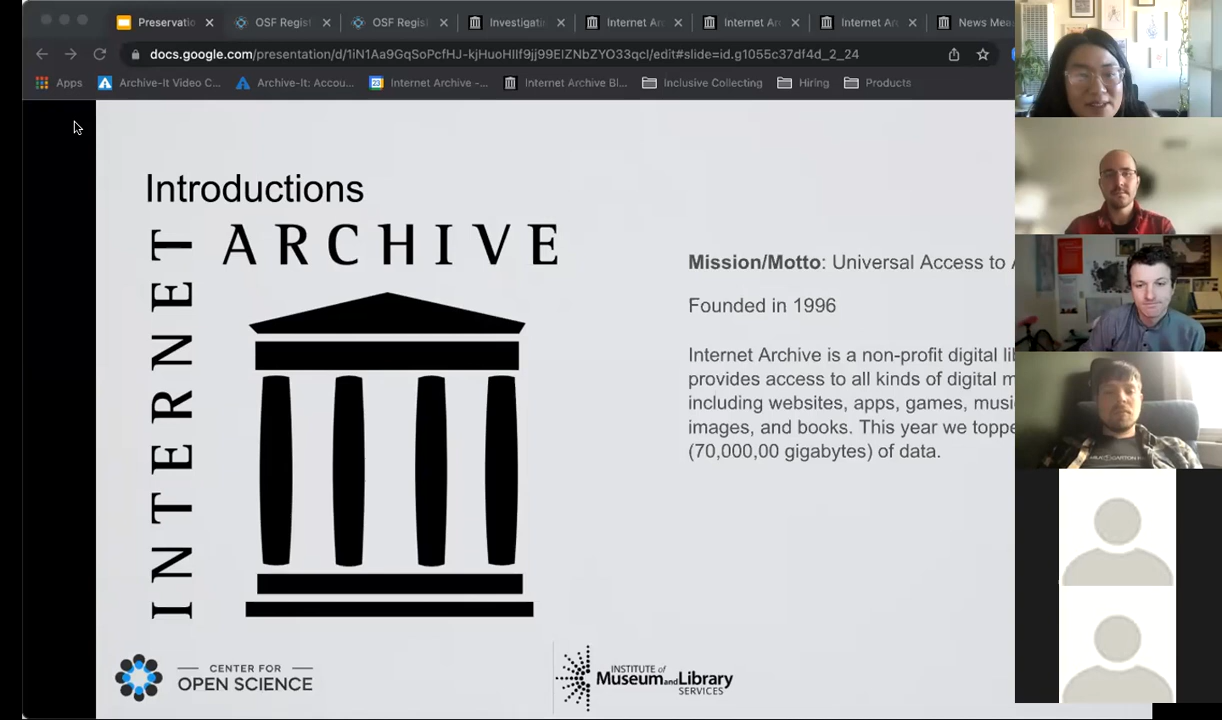 Preservatio
OSF Regist
OSF Regist
Investigati
Internet Ar
Internet Ar
Internet Ar
News Mea
docs.google.com/presentation/d/1iN1Aa9GqSoPcfHJ-kjHuoHIIf9jj99EIZNbZYO33qcI/edit#slide=id.g1055c37df4d_2_24
Apps
Archive-It Video C...
Archive-It: Accou...
23
Internet Archive -...
Internet Archive Bl...
Inclusive Collecting
Hiring
Products
Introductions
INTERNET
ARCHIVE
Mission/Motto: Universal Access to
Founded in 1996
Internet Archive is a non-profit digital li
provides access to all kinds of digital m
including websites, apps, games, musi
images, and books. This year we toppe
(70,000,00 gigabytes) of data.
CENTER FOR
OPEN SCIENCE
INSTITUTE of
Museum and Library
SERVICES